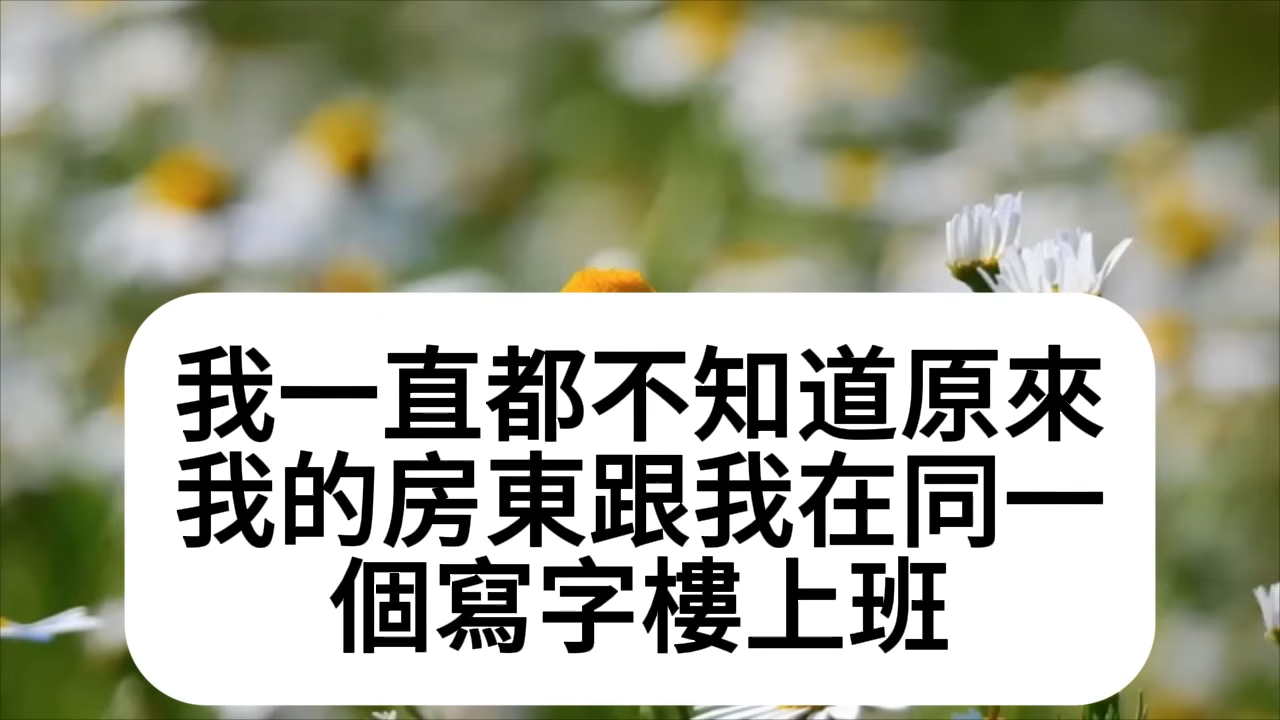 我一直都不知道原來
我的房東跟我在同一
個寫字樓上班